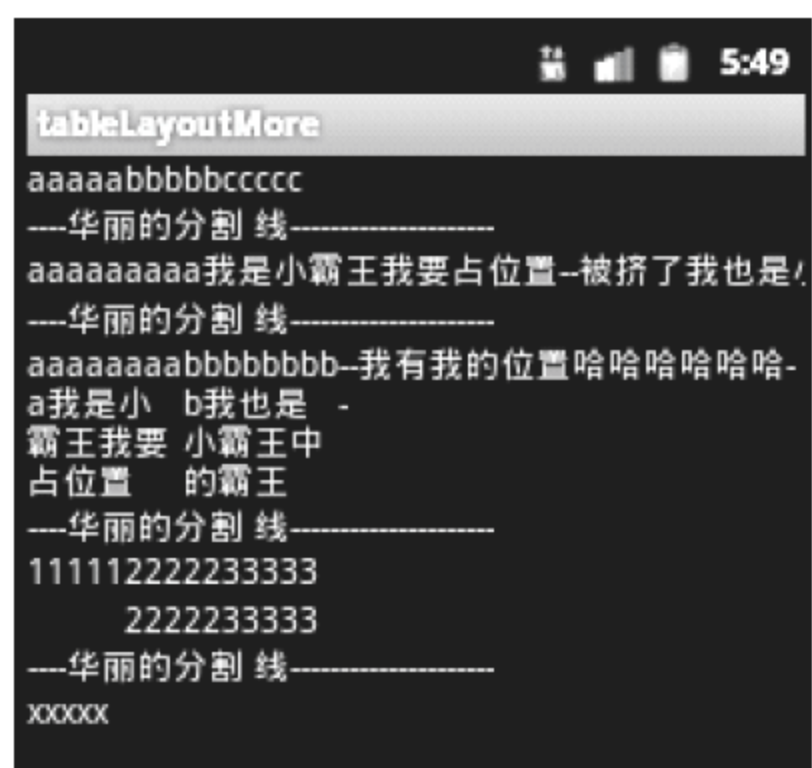 5:49
tableLayoutMore
aaaaabbbbbccccc
----华丽的分割 线---------------------
aaaaaaaaa我是小霸王我要占位置--被挤了我也是
----华丽的分割 线---------------------
aaaaaaaaabbbbbbbbb--我有我的位置哈哈哈哈哈哈-
a我是小 b我也是 -
霸王我要 小霸王中
占位置 的霸王
----华丽的分割 线---------------------
111112222233333
2222233333
----华丽的分割 线---------------------
xxxxx